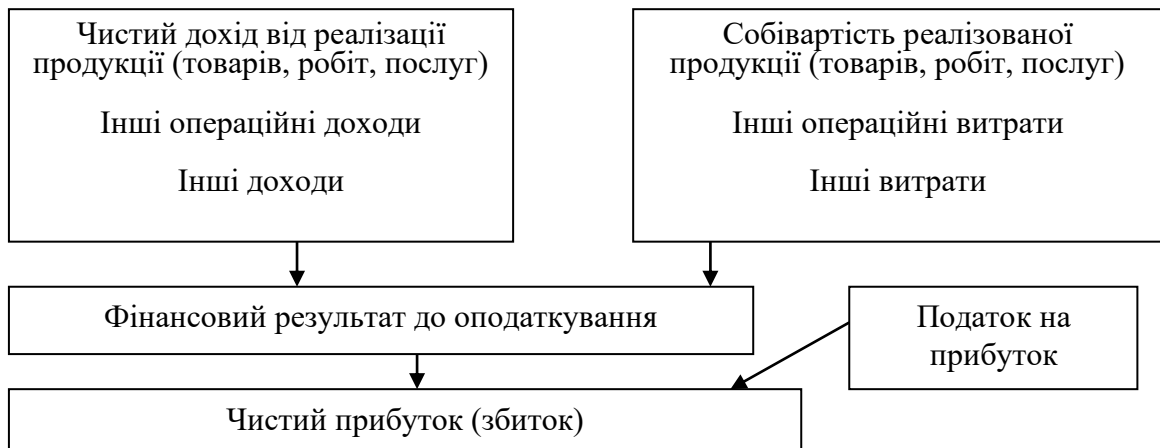 Чистий дохід від реалізації
продукції (товарів, робіт, послуг)
Інші операційні доходи
Інші доходи
Собівартість реалізованої
продукції (товарів, робіт, послуг)
Інші операційні витрати
Інші витрати
Фінансовий результат до оподаткування
Податок на
прибуток
Чистий прибуток (збиток)